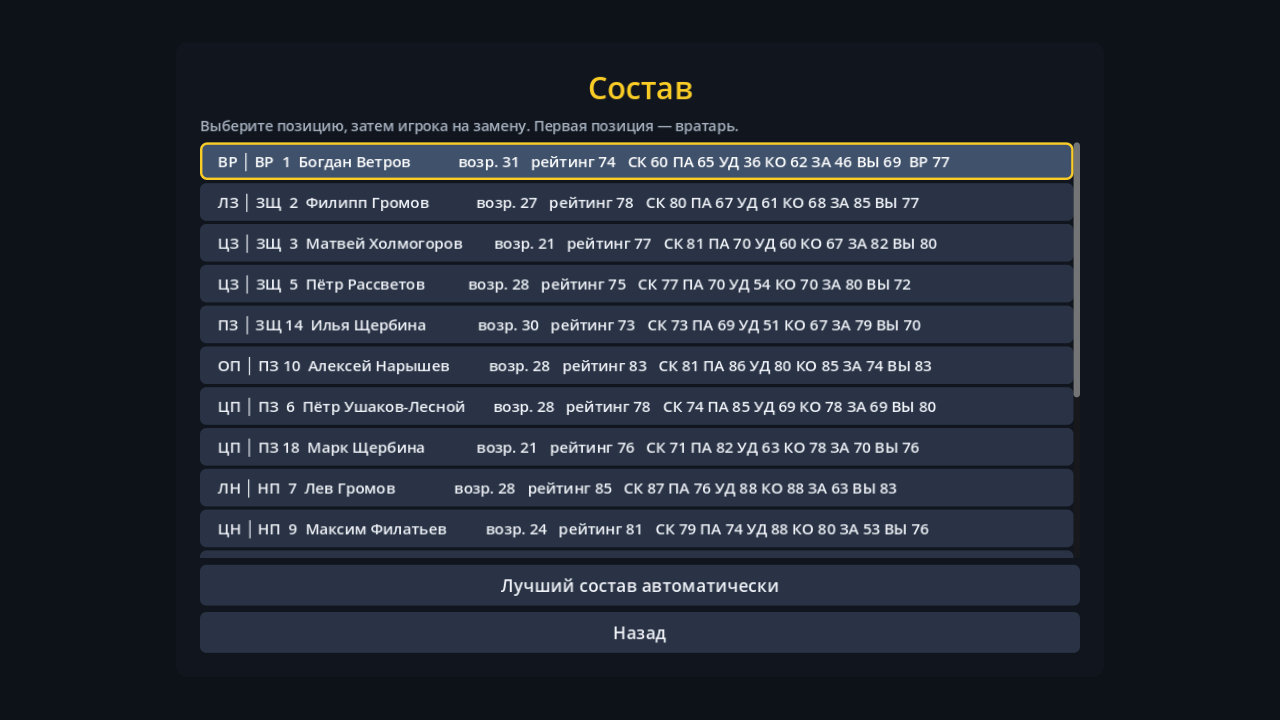 Состав
Выберите позицию, затем игрока на замену. Первая позиция — вратарь.
ВР | ВР 1 Богдан Ветров возр. 31 рейтинг 74 СК 60 ПА 65 УД 36 КО 62 ЗА 46 ВЫ 69 ВР 77
ЛЗ | ЗЩ 2 Филипп Громов возр. 27 рейтинг 78 СК 80 ПА 67 УД 61 КО 68 ЗА 85 ВЫ 77
ЦЗ | ЗЩ 3 Матвей Холмогоров возр. 21 рейтинг 77 СК 81 ПА 70 УД 60 КО 67 ЗА 82 ВЫ 80
ЦЗ | ЗЩ 5 Пётр Рассветов возр. 28 рейтинг 75 СК 77 ПА 70 УД 54 КО 70 ЗА 80 ВЫ 72
ПЗ | ЗЩ 14 Илья Щербина возр. 30 рейтинг 73 СК 73 ПА 69 УД 51 КО 67 ЗА 79 ВЫ 70
ОП | ПЗ 10 Алексей Нарышев возр. 28 рейтинг 83 СК 81 ПА 86 УД 80 КО 85 ЗА 74 ВЫ 83
ЦП | ПЗ 6 Пётр Ушаков-Лесной возр. 28 рейтинг 78 СК 74 ПА 85 УД 69 КО 78 ЗА 69 ВЫ 80
ЦП | ПЗ 18 Марк Щербина возр. 21 рейтинг 76 СК 71 ПА 82 УД 63 КО 78 ЗА 70 ВЫ 76
ЛН | НП 7 Лев Громов возр. 28 рейтинг 85 СК 87 ПА 76 УД 88 КО 88 ЗА 63 ВЫ 83
ЦН | НП 9 Максим Филатьев возр. 24 рейтинг 81 СК 79 ПА 74 УД 88 КО 80 ЗА 53 ВЫ 76
Лучший состав автоматически
Назад